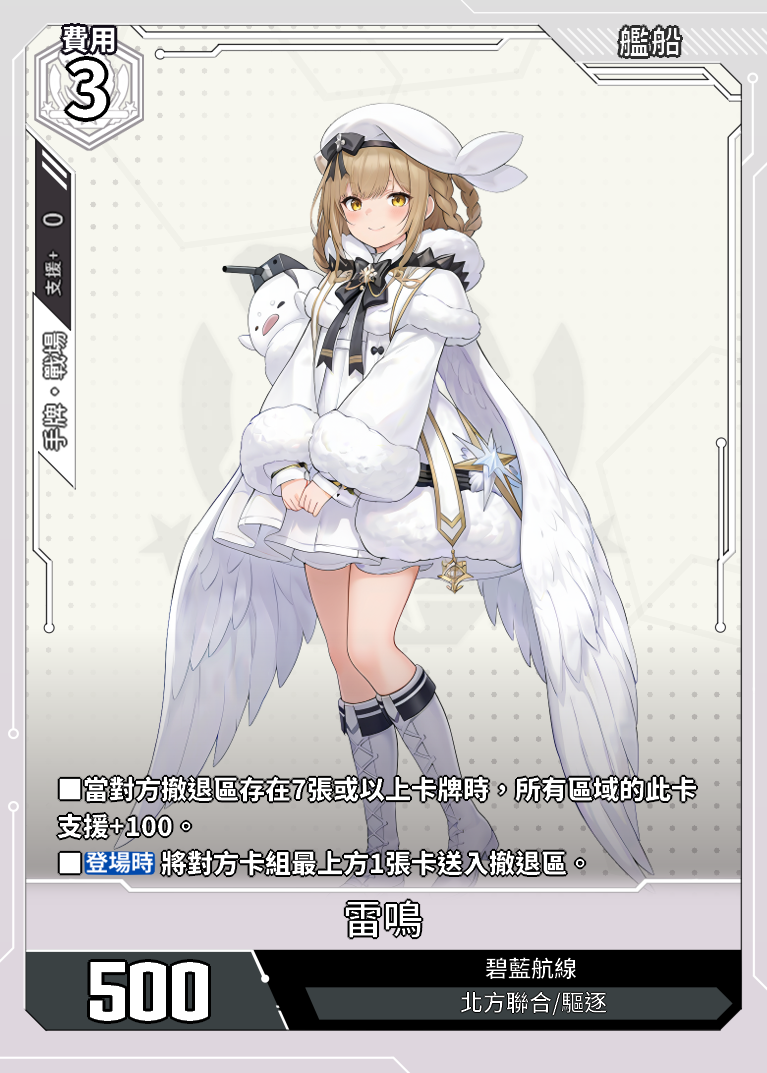 費用
3
艦船
支援+ 0
手牌·戰場
■當對方撤退區存在7張或以上卡牌時，所有區域的此卡
支援+100。
■登場時 將對方卡組最上方1張卡送入撤退區。
雷鳴
500
碧藍航線
北方聯合/驅逐